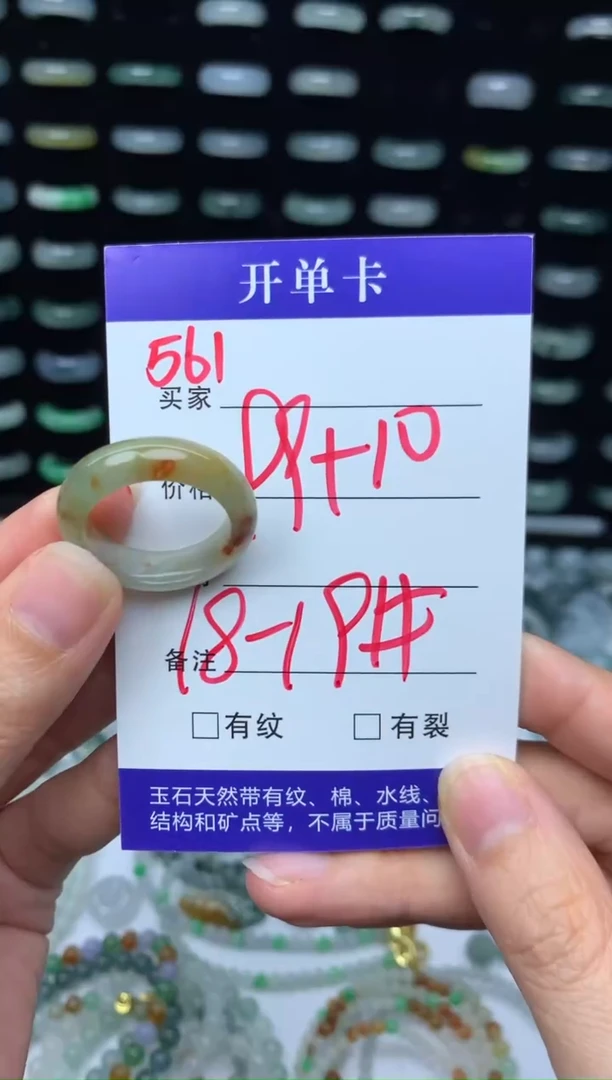 开单卡
561
买家
+10
价格
备注 18-1
有纹 有裂
玉石天然带有纹、棉、水线、
结构和矿点等，不属于质量问